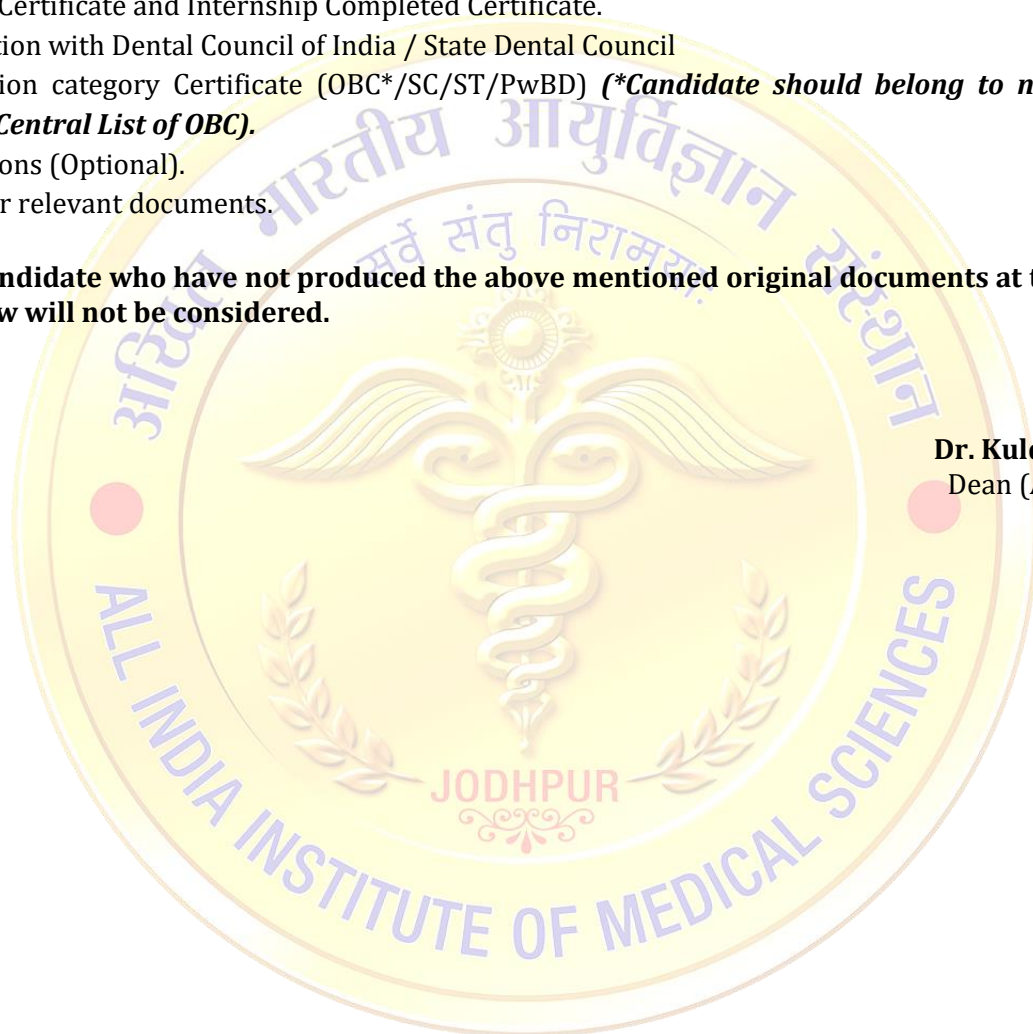 Certificate and Internship Completed Certificate.
tion with Dental Council of India / State Dental Council
ion category Certificate (OBC*/SC/ST/PwBD) (*Candidate should belong to n
Central List of OBC).
ons (Optional).
r relevant documents.
ndidate who have not produced the above mentioned original documents at t
w will not be considered.
Dr. Kul
Dean (
अखिल भारतीय आयुर्विज्ञान संस्थान
सर्वे संतु निरामयाः
JODHPUR
ALL INDIA INSTITUTE OF MEDICAL SCIENCES